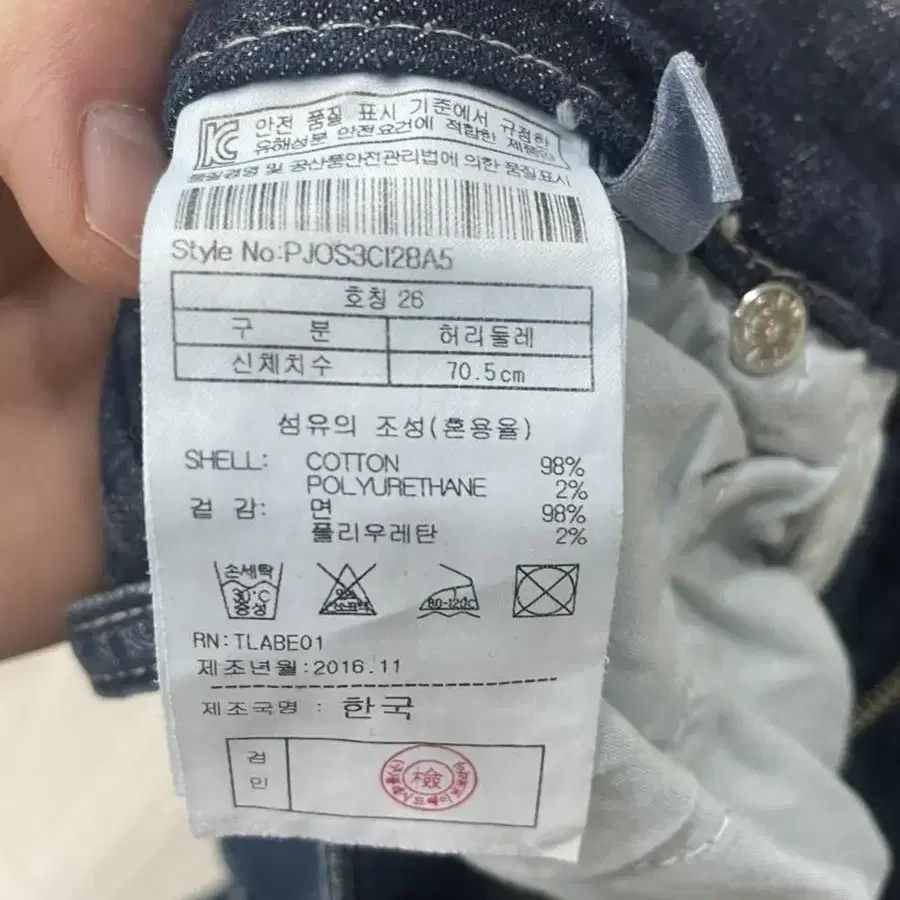 KC 안전 품질 표시 기준에서 규정한
유해성분 안전요건에 적합한 제품임
품질경영 및 공산품안전관리법에 의한 품질표시
Style No:PJOS3CI28A5
호칭 26
구 분 허리둘레
신체치수 70.5cm
섬유의 조성(혼용율)
SHELL: COTTON 98%
POLYURETHANE 2%
겉 감: 면 98%
폴리우레탄 2%
손세탁 30℃ 중성
80-120℃
RN:TLABE01
제조년월:2016.11
제조국명 : 한국
검인
檢